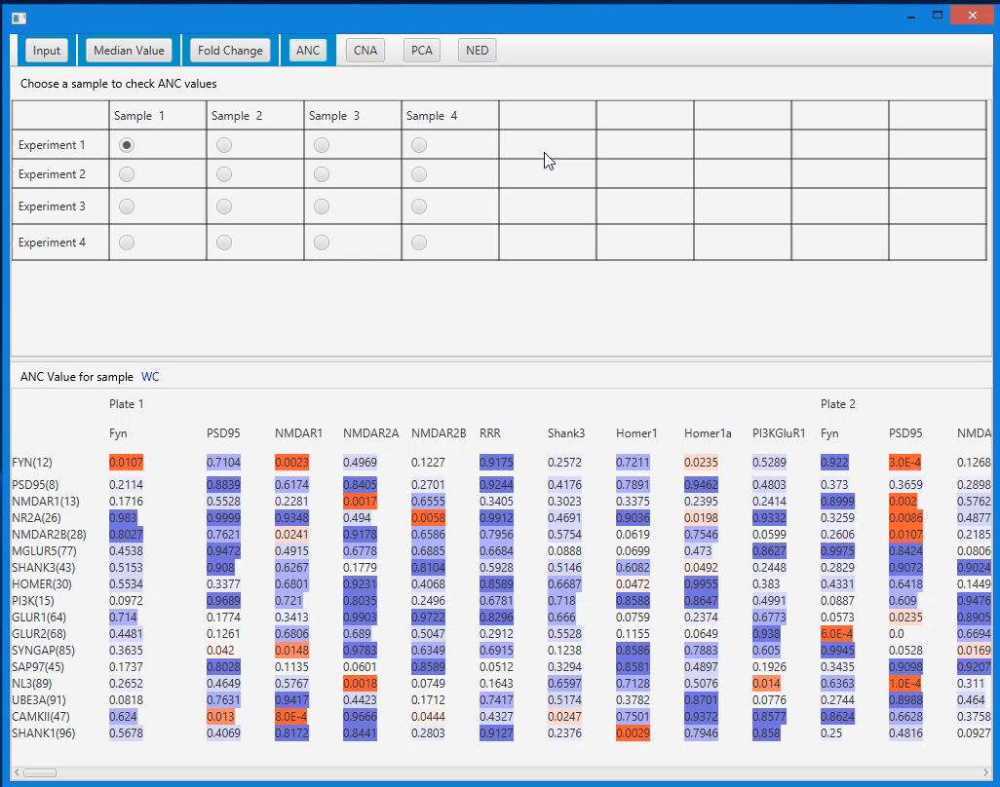 Input Median Value Fold Change ANC CNA PCA NED
Choose a sample to check ANC values
Sample 1 Sample 2 Sample 3 Sample 4
Experiment 1
Experiment 2
Experiment 3
Experiment 4
ANC Value for sample WC
Plate 1 Plate 2
Fyn PSD95 NMDAR1 NMDAR2A NMDAR2B RRR Shank3 Homer1 Homer1a PI3KGluR1 Fyn PSD95 NMDA
FYN(12) 0.0107 0.7104 0.0023 0.4969 0.1227 0.9175 0.2572 0.7211 0.0235 0.5289 0.922 3.0E-4 0.1268
PSD95(8) 0.2114 0.8839 0.6174 0.8405 0.2701 0.9244 0.4176 0.7891 0.9462 0.4803 0.373 0.3659 0.2898
NMDAR1(13) 0.1716 0.5528 0.2281 0.0017 0.6555 0.3405 0.3023 0.3375 0.2395 0.2414 0.8999 0.002 0.5762
NR2A(26) 0.983 0.9999 0.9348 0.494 0.0058 0.9912 0.4691 0.9036 0.0198 0.9332 0.3259 0.0086 0.4877
NMDAR2B(28) 0.8027 0.7621 0.0241 0.9178 0.6586 0.7956 0.5754 0.0619 0.7546 0.0599 0.2606 0.0107 0.2185
MGLUR5(77) 0.4538 0.9472 0.4915 0.6778 0.6885 0.6684 0.0888 0.0699 0.473 0.8627 0.9975 0.8424 0.0806
SHANK3(43) 0.5153 0.908 0.6267 0.1779 0.8104 0.5928 0.5146 0.6082 0.0492 0.2448 0.2829 0.9072 0.9024
HOMER(30) 0.5534 0.3377 0.6801 0.9231 0.4068 0.8589 0.6687 0.0472 0.9955 0.383 0.4331 0.6418 0.1449
PI3K(15) 0.0972 0.9689 0.721 0.8035 0.2496 0.6781 0.718 0.8588 0.8647 0.4991 0.0887 0.609 0.9476
GLUR1(64) 0.714 0.1774 0.3413 0.9903 0.9722 0.8296 0.666 0.0759 0.2374 0.6773 0.0573 0.0235 0.8905
GLUR2(68) 0.4481 0.1261 0.6806 0.689 0.5047 0.2912 0.5528 0.1155 0.0649 0.938 6.0E-4 0.0 0.6694
SYNGAP(85) 0.3635 0.042 0.0148 0.9783 0.6349 0.6915 0.1238 0.8586 0.7883 0.605 0.9945 0.0528 0.0169
SAP97(45) 0.1737 0.8028 0.1135 0.0601 0.8589 0.0512 0.3294 0.8581 0.4897 0.1926 0.3435 0.9098 0.9207
NL3(89) 0.2652 0.4649 0.5767 0.0018 0.0749 0.1643 0.6597 0.7128 0.5076 0.014 0.6363 1.0E-4 0.311
UBE3A(91) 0.0818 0.7631 0.9417 0.4423 0.1712 0.7417 0.5174 0.3782 0.8701 0.0776 0.2744 0.8988 0.464
CAMKII(47) 0.624 0.013 8.0E-4 0.9666 0.0444 0.4327 0.0247 0.7501 0.9372 0.8577 0.8624 0.6628 0.3758
SHANK1(96) 0.5678 0.4069 0.8172 0.8441 0.2803 0.9127 0.2376 0.0029 0.7946 0.858 0.25 0.4816 0.0927